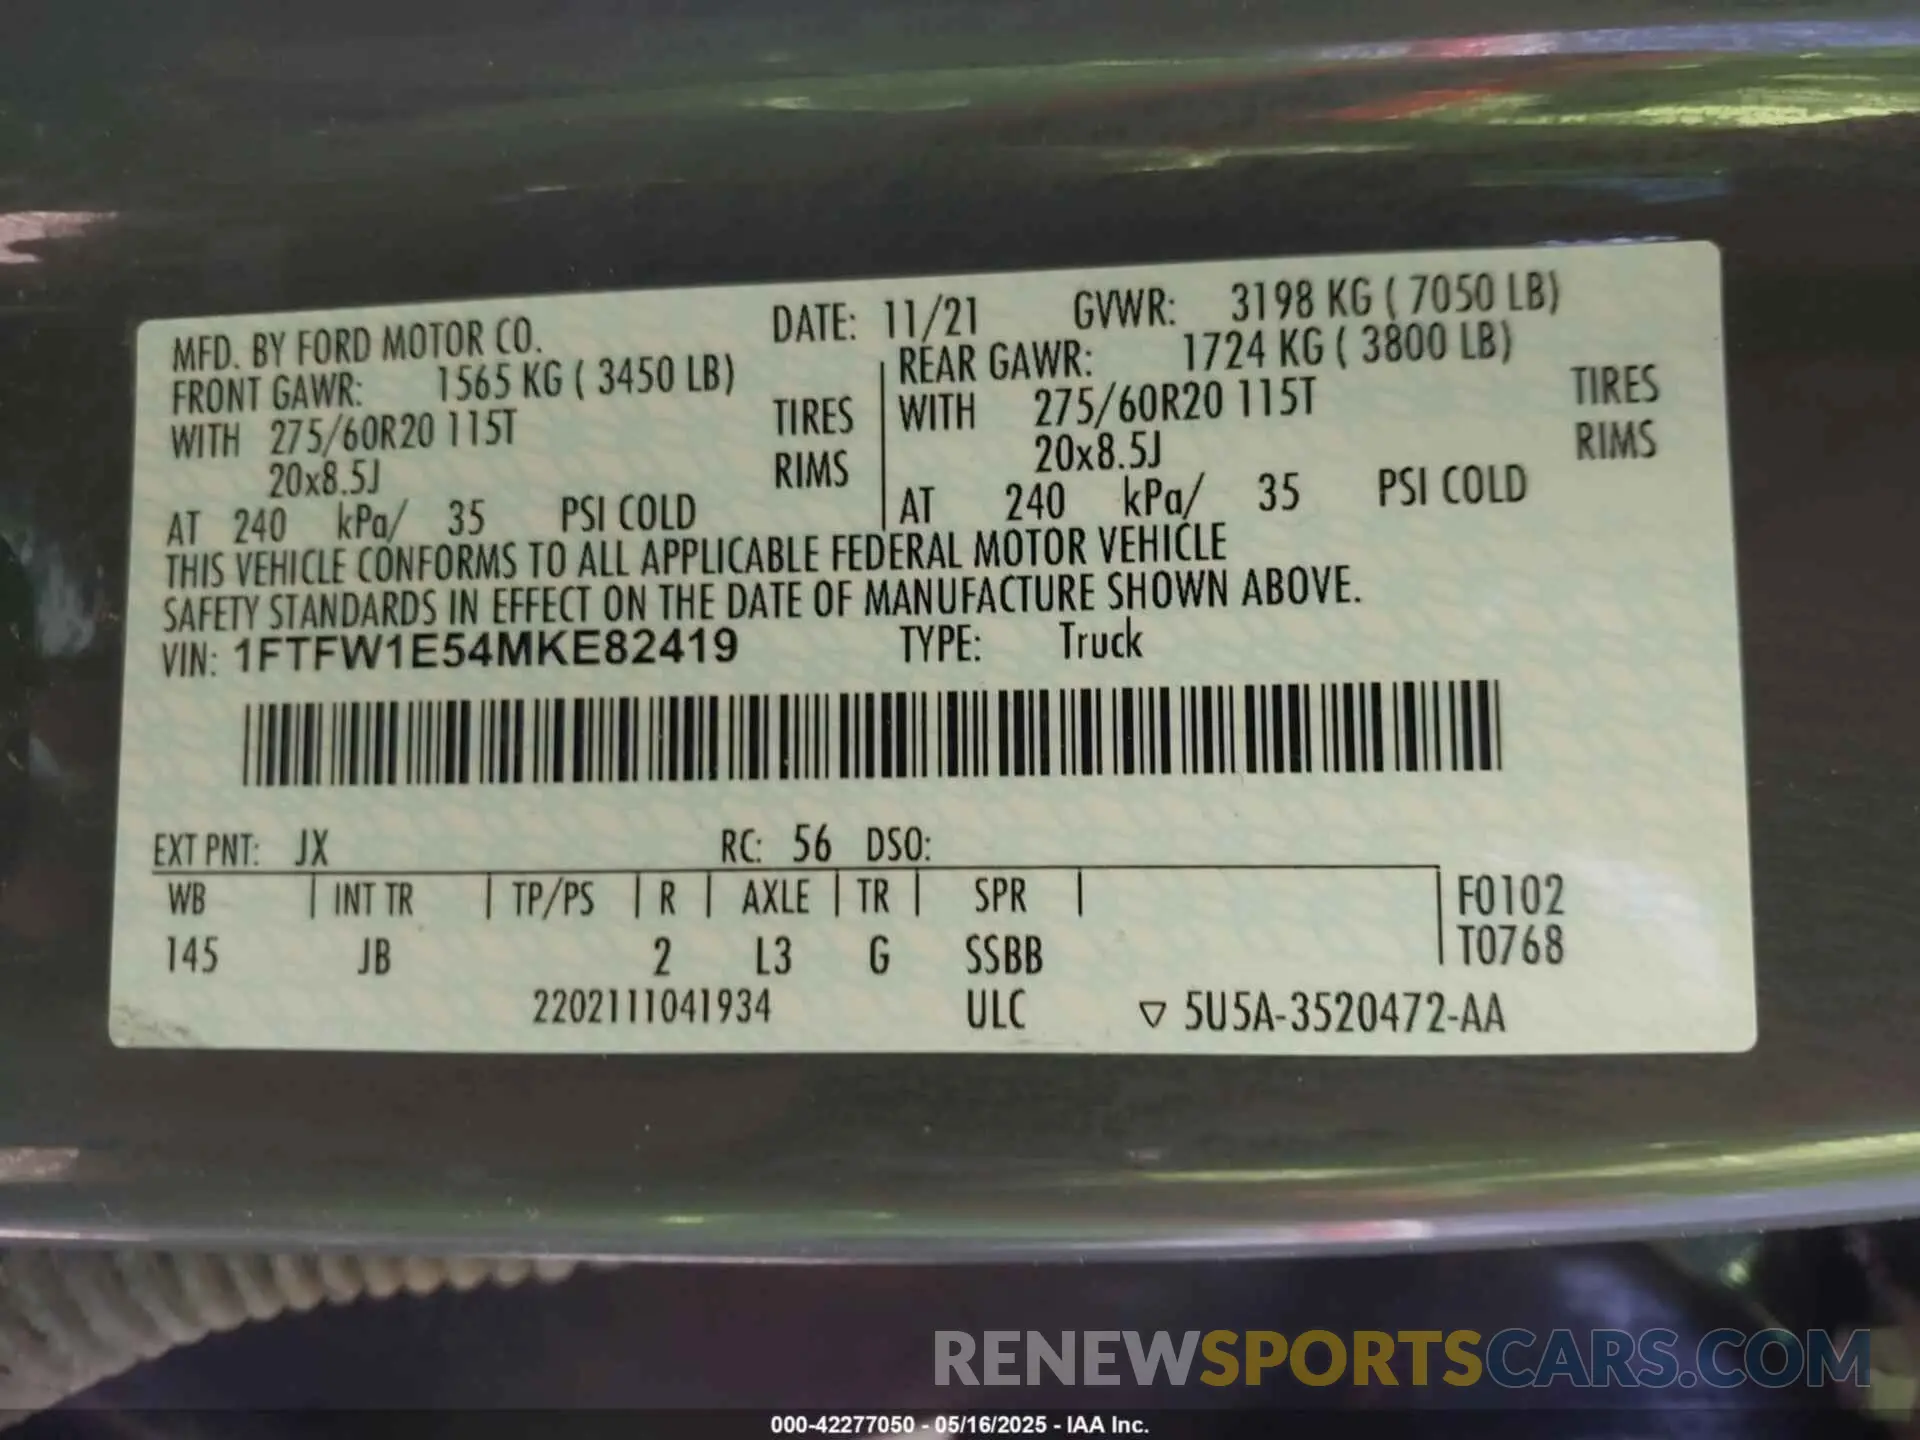 MFD. BY FORD MOTOR CO. DATE: 11/21 GVWR: 3198 KG ( 7050 LB)
FRONT GAWR: 1565 KG ( 3450 LB) REAR GAWR: 1724 KG ( 3800 LB)
WITH 275/60R20 115T TIRES WITH 275/60R20 115T TIRES
20x8.5J RIMS 20x8.5J RIMS
AT 240 kPa/ 35 PSI COLD AT 240 kPa/ 35 PSI COLD
THIS VEHICLE CONFORMS TO ALL APPLICABLE FEDERAL MOTOR VEHICLE
SAFETY STANDARDS IN EFFECT ON THE DATE OF MANUFACTURE SHOWN ABOVE.
VIN: 1FTFW1E54MKE82419 TYPE: Truck
EXT PNT: JX RC: 56 DSO:
WB | INT TR | TP/PS | R | AXLE | TR | SPR | F0102
145 JB 2 L3 G SSBB T0768
2202111041934 ULC ▽ 5U5A-3520472-AA
RENEWSPORTSCARS.COM
000-42277050 - 05/16/2025 - IAA Inc.